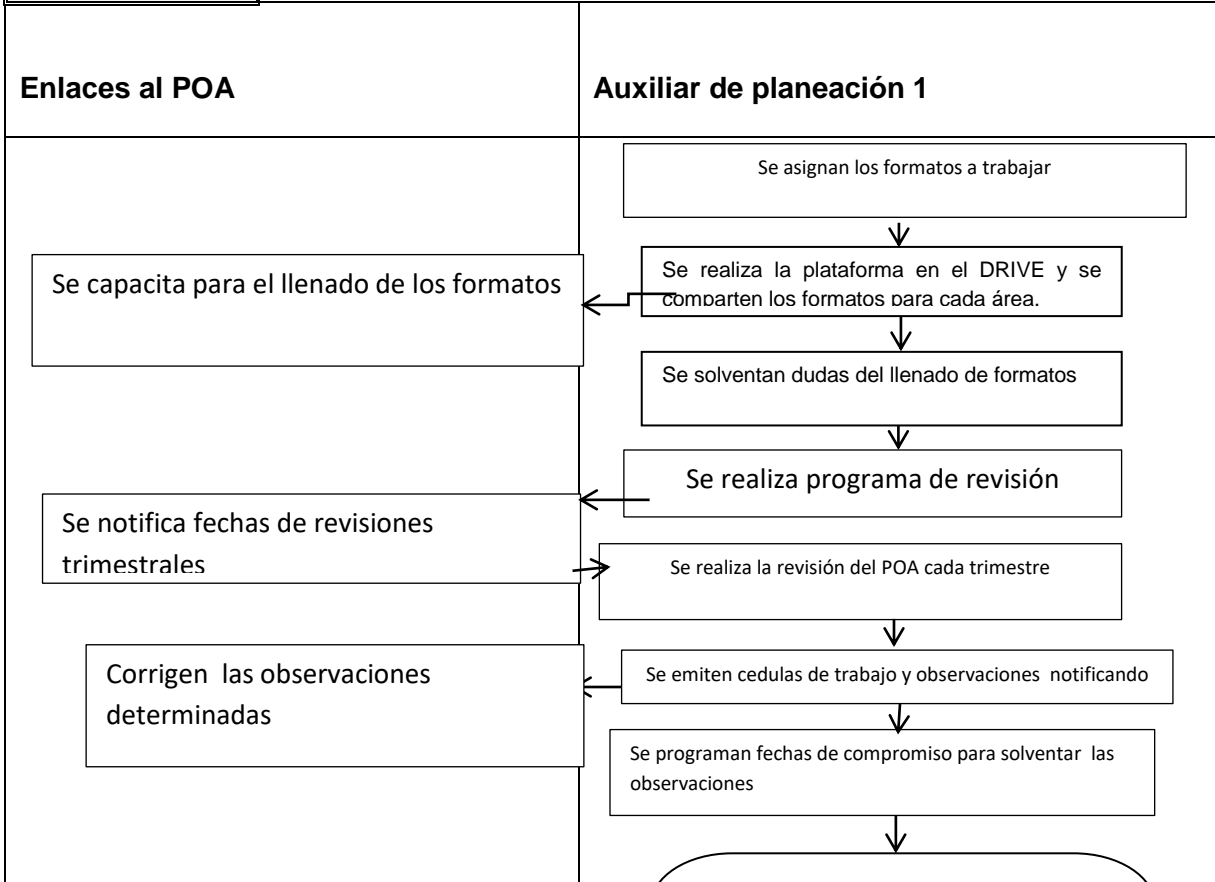 Enlaces al POA
Auxiliar de planeación 1
Se asignan los formatos a trabajar
Se capacita para el llenado de los formatos
Se realiza la plataforma en el DRIVE y se
comparten los formatos para cada área.
Se solventan dudas del llenado de formatos
Se realiza programa de revisión
Se notifica fechas de revisiones
trimestrales
Se realiza la revisión del POA cada trimestre
Corrigen las observaciones
determinadas
Se emiten cedulas de trabajo y observaciones notificando
Se programan fechas de compromiso para solventar las
observaciones